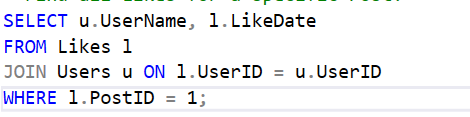 SELECT u.UserName, l.LikeDate
FROM Likes l
JOIN Users u ON l.UserID = u.UserID
WHERE l.PostID = 1;